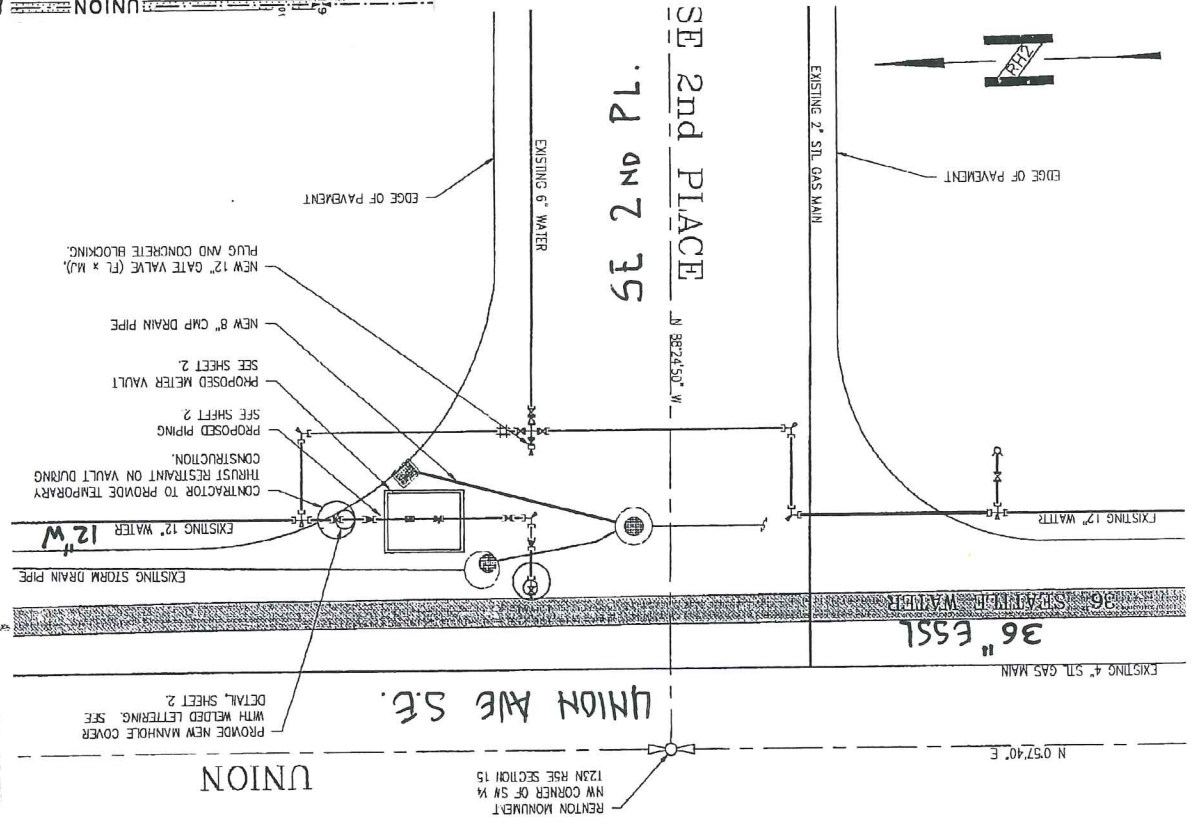 UNION
RH2
EDGE OF PAVEMENT
EXISTING 2" STL GAS MAIN
SE 2nd PLACE
SE 2ND PL.
N 88°24'50" W
EXISTING 6" WATER
EDGE OF PAVEMENT
NEW 12" GATE VALVE (FL x MJ),
PLUG AND CONCRETE BLOCKING.
NEW 8" CMP DRAIN PIPE
PROPOSED METER VAULT
SEE SHEET 2.
PROPOSED PIPING
SEE SHEET 2
CONTRACTOR TO PROVIDE TEMPORARY
THRUST RESTRAINT ON VAULT DURING
CONSTRUCTION.
EXISTING 12" WATER
12"W
EXISTING STORM DRAIN PIPE
EXISTING 12" WATER
36" SEATTLE WATER
36" ESSL
EXISTING 4" STL GAS MAIN
UNION AVE S.E.
PROVIDE NEW MANHOLE COVER
WITH WELDED LETTERING. SEE
DETAIL, SHEET 2
N 0°57'40" E
UNION
RENTON MONUMENT
NW CORNER OF SW ¼
T23N R5E SECTION 15